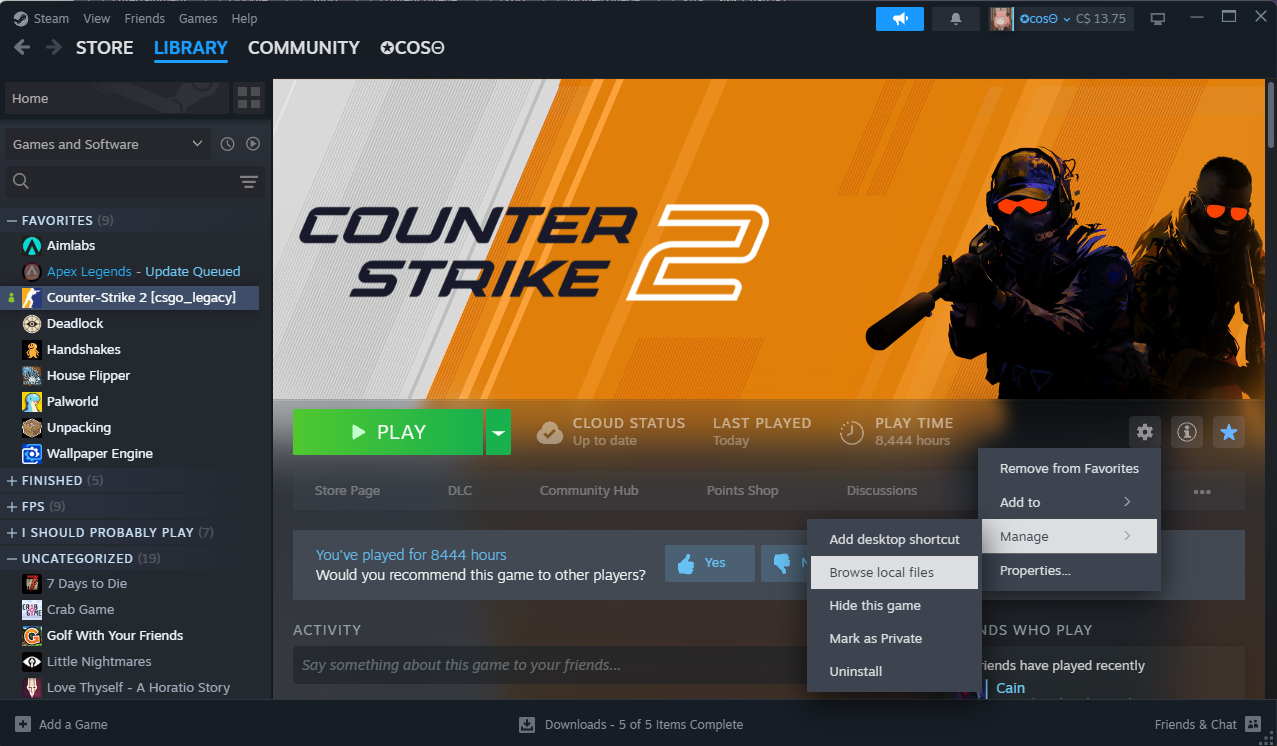 Steam View Friends Games Help
✪cosΘ C$ 13.75
STORE LIBRARY COMMUNITY ✪COSΘ
Home
Games and Software
FAVORITES (9)
Aimlabs
Apex Legends - Update Queued
Counter-Strike 2 [csgo_legacy]
Deadlock
Handshakes
House Flipper
Palworld
Unpacking
Wallpaper Engine
FINISHED (5)
FPS (9)
I SHOULD PROBABLY PLAY (7)
UNCATEGORIZED (19)
7 Days to Die
Crab Game
Golf With Your Friends
Little Nightmares
Love Thyself - A Horatio Story
COUNTER
STRIKE 2
PLAY
CLOUD STATUS
Up to date
LAST PLAYED
Today
PLAY TIME
8,444 hours
Store Page DLC Community Hub Points Shop Discussions
You've played for 8444 hours
Would you recommend this game to other players?
Yes
Remove from Favorites
Add to
Manage
Properties...
Add desktop shortcut
Browse local files
Hide this game
Mark as Private
Uninstall
ACTIVITY
Say something about this game to your friends...
NDS WHO PLAY
riends have played recently
Cain
Add a Game
Downloads - 5 of 5 Items Complete
Friends & Chat